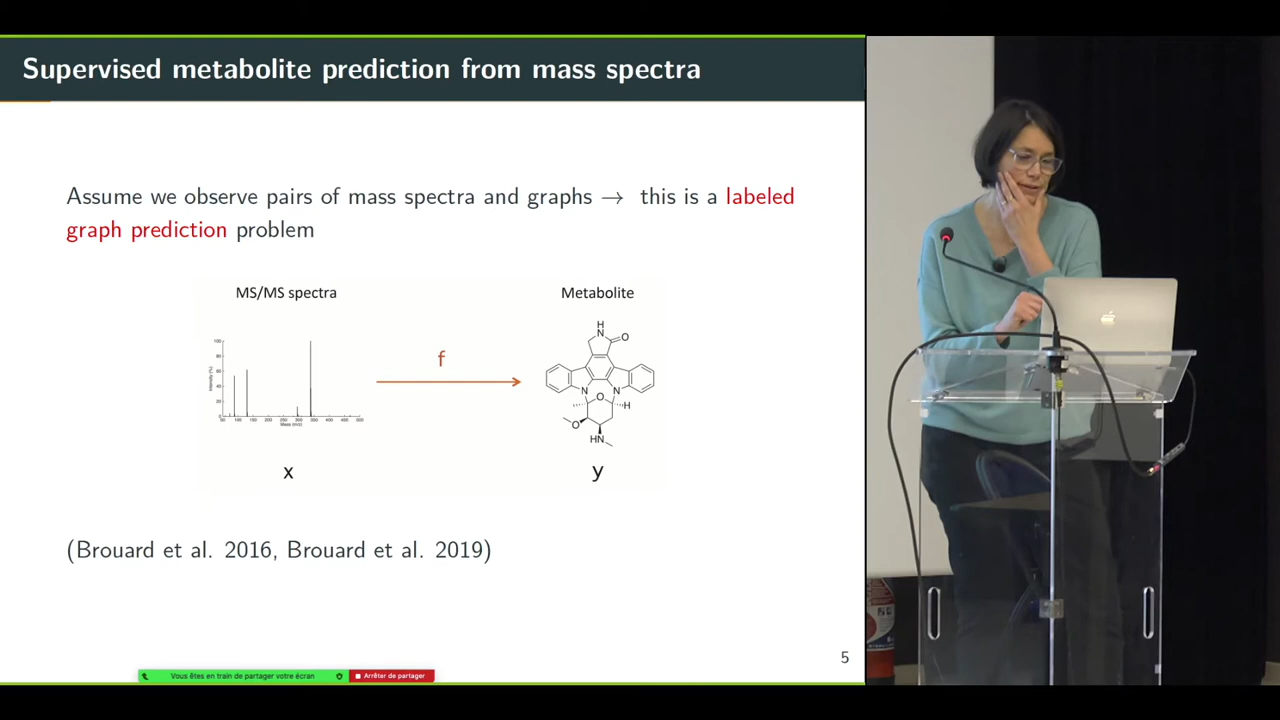 Supervised metabolite prediction from mass spectra
Assume we observe pairs of mass spectra and graphs → this is a labeled
graph prediction problem
MS/MS spectra
Metabolite
f
H
N
O
N
O
N
H
O
HN
x
y
(Brouard et al. 2016, Brouard et al. 2019)
5
Vous êtes en train de partager votre écran
Arrêter de partager